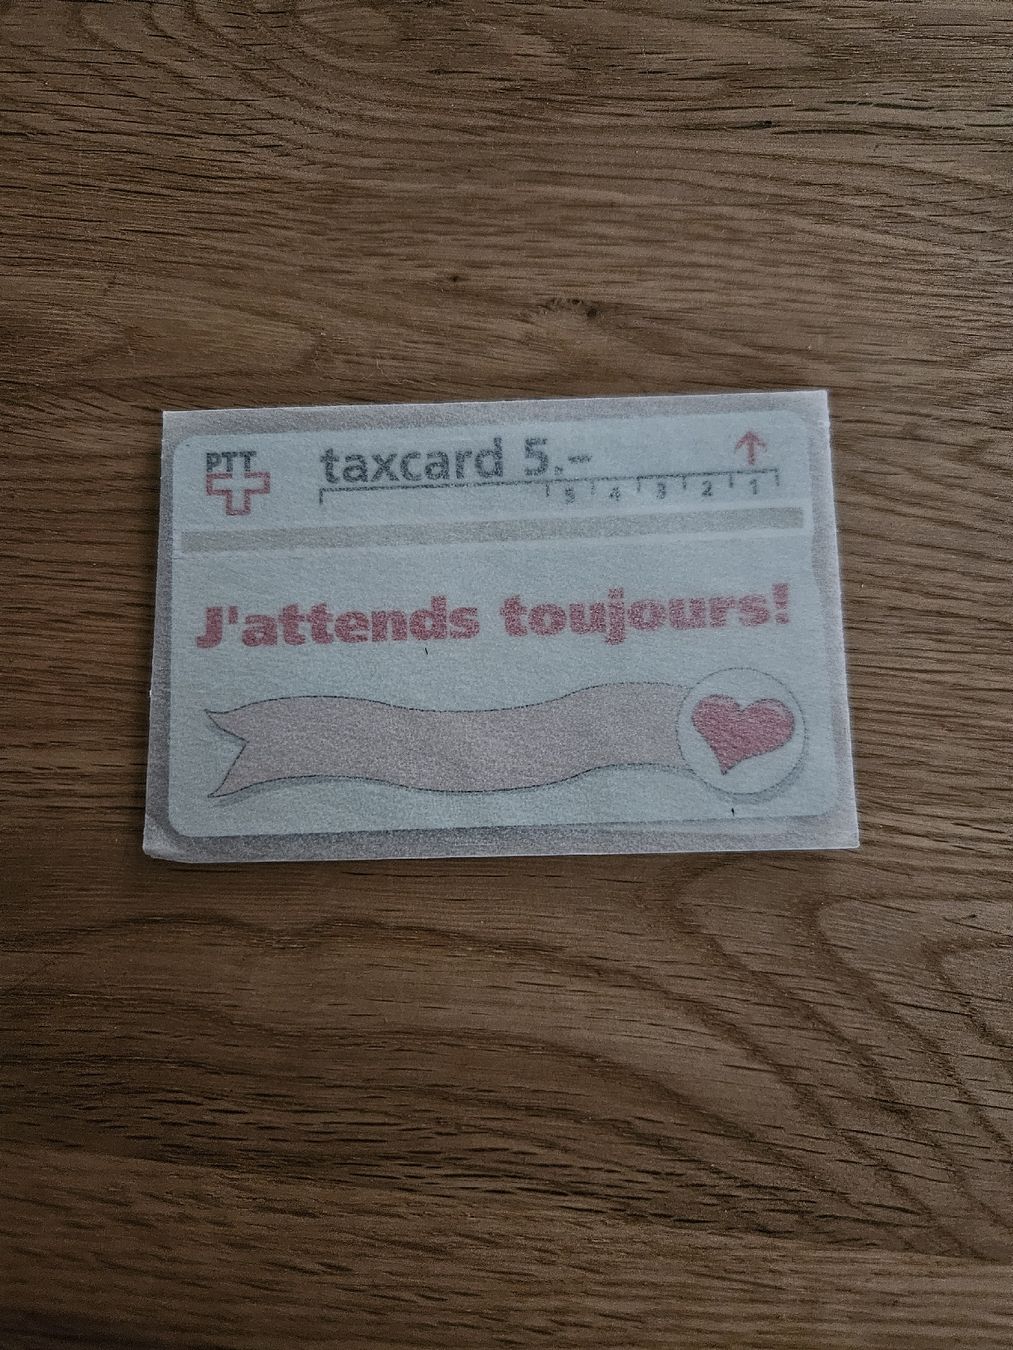 PTT
taxcard 5.–
5 4 3 2 1
J'attends toujours!